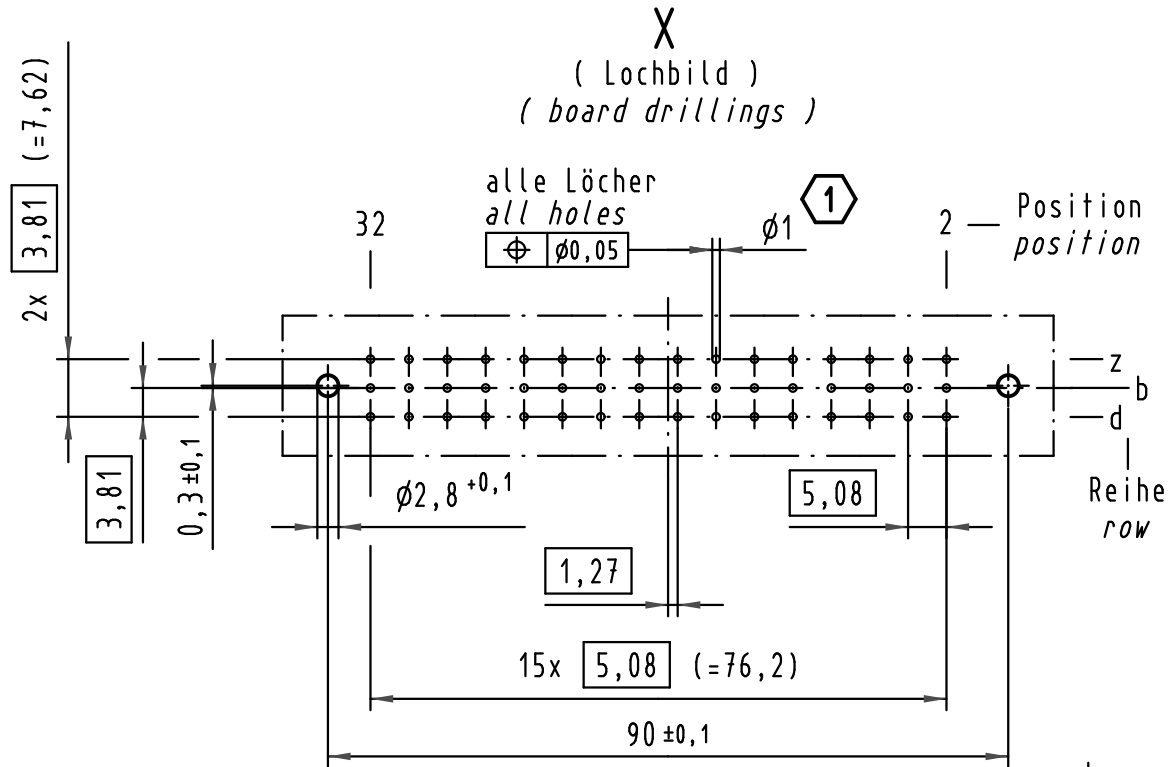 X
( Lochbild )
( board drillings )
2x 3,81 (=7,62)
alle Löcher
all holes
⌖ ø0,05
ø1
1
32
2
Position
position
z
b
d
Reihe
row
3,81
0,3±0,1
ø2,8 +0,1
5,08
1,27
15x 5,08 (=76,2)
90 ±0,1